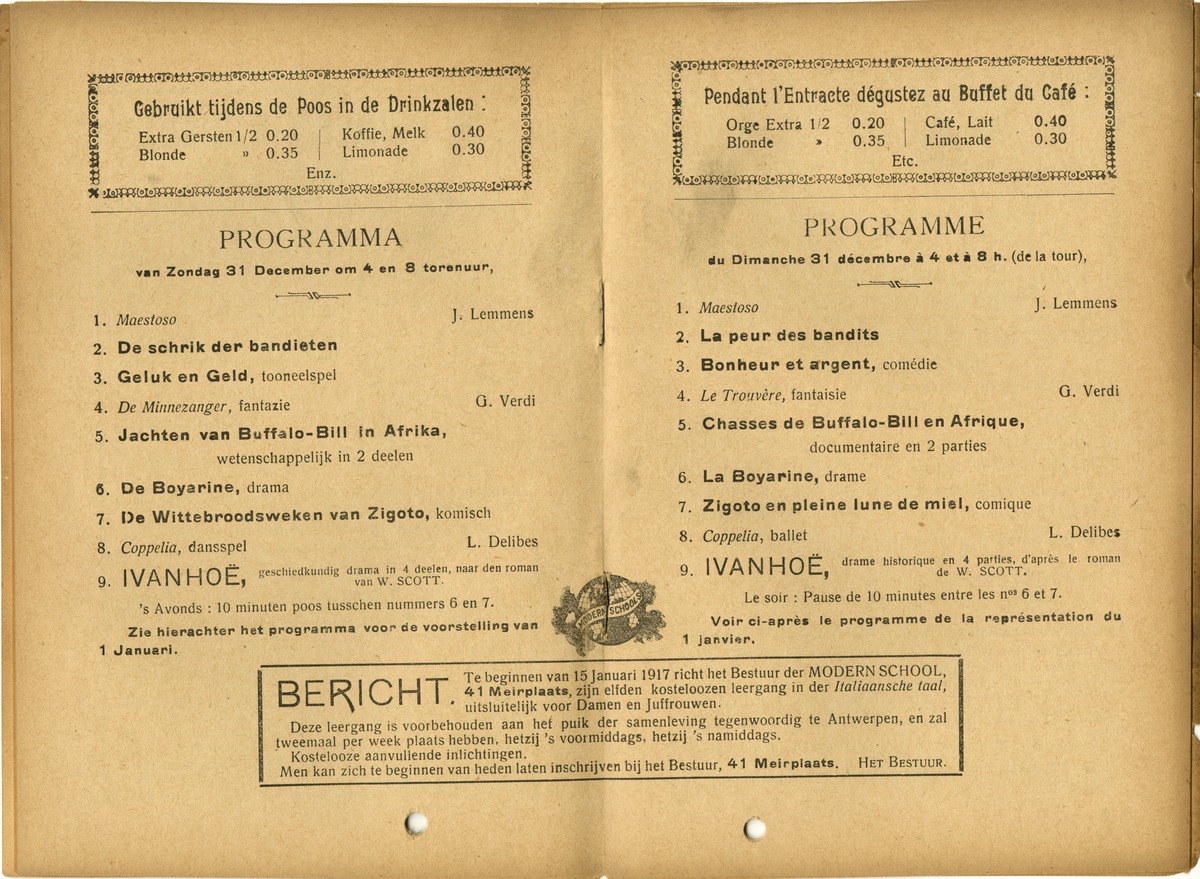 Gebruikt tijdens de Poos in de Drinkzalen :
Extra Gersten 1/2 0.20 | Koffie, Melk 0.40
Blonde » 0.35 | Limonade 0.30
Enz.
PROGRAMMA
van Zondag 31 December om 4 en 8 torenuur,
1. Maestoso J. Lemmens
2. De schrik der bandieten
3. Geluk en Geld, tooneelspel
4. De Minnezanger, fantazie G. Verdi
5. Jachten van Buffalo-Bill in Afrika,
wetenschappelijk in 2 deelen
6. De Boyarine, drama
7. De Wittebroodsweken van Zigoto, komisch
8. Coppelia, dansspel L. Delibes
9. IVANHOË, geschiedkundig drama in 4 deelen, naar den roman
van W. SCOTT.
's Avonds : 10 minuten poos tusschen nummers 6 en 7.
Zie hierachter het programma voor de voorstelling van
1 Januari.
Pendant l'Entracte dégustez au Buffet du Café :
Orge Extra 1/2 0.20 | Café, Lait 0.40
Blonde » 0.35 | Limonade 0.30
Etc.
PROGRAMME
du Dimanche 31 décembre à 4 et à 8 h. (de la tour),
1. Maestoso J. Lemmens
2. La peur des bandits
3. Bonheur et argent, comédie
4. Le Trouvère, fantaisie G. Verdi
5. Chasses de Buffalo-Bill en Afrique,
documentaire en 2 parties
6. La Boyarine, drame
7. Zigoto en pleine lune de miel, comique
8. Coppelia, ballet L. Delibes
9. IVANHOË, drame historique en 4 parties, d'après le roman
de W. SCOTT.
Le soir : Pause de 10 minutes entre les nos 6 et 7.
Voir ci-après le programme de la représentation du
1 janvier.
MODERN SCHOOLS
BERICHT. Te beginnen van 15 Januari 1917 richt het Bestuur der MODERN SCHOOL,
41 Meirplaats, zijn elfden kosteloozen leergang in der Italiaansche taal,
uitsluitelijk voor Damen en Juffrouwen.
Deze leergang is voorbehouden aan het puik der samenleving tegenwoordig te Antwerpen, en zal
tweemaal per week plaats hebben, hetzij 's voormiddags, hetzij 's namiddags.
Kostelooze aanvullende inlichtingen.
Men kan zich te beginnen van heden laten inschrijven bij het Bestuur, 41 Meirplaats. HET BESTUUR.